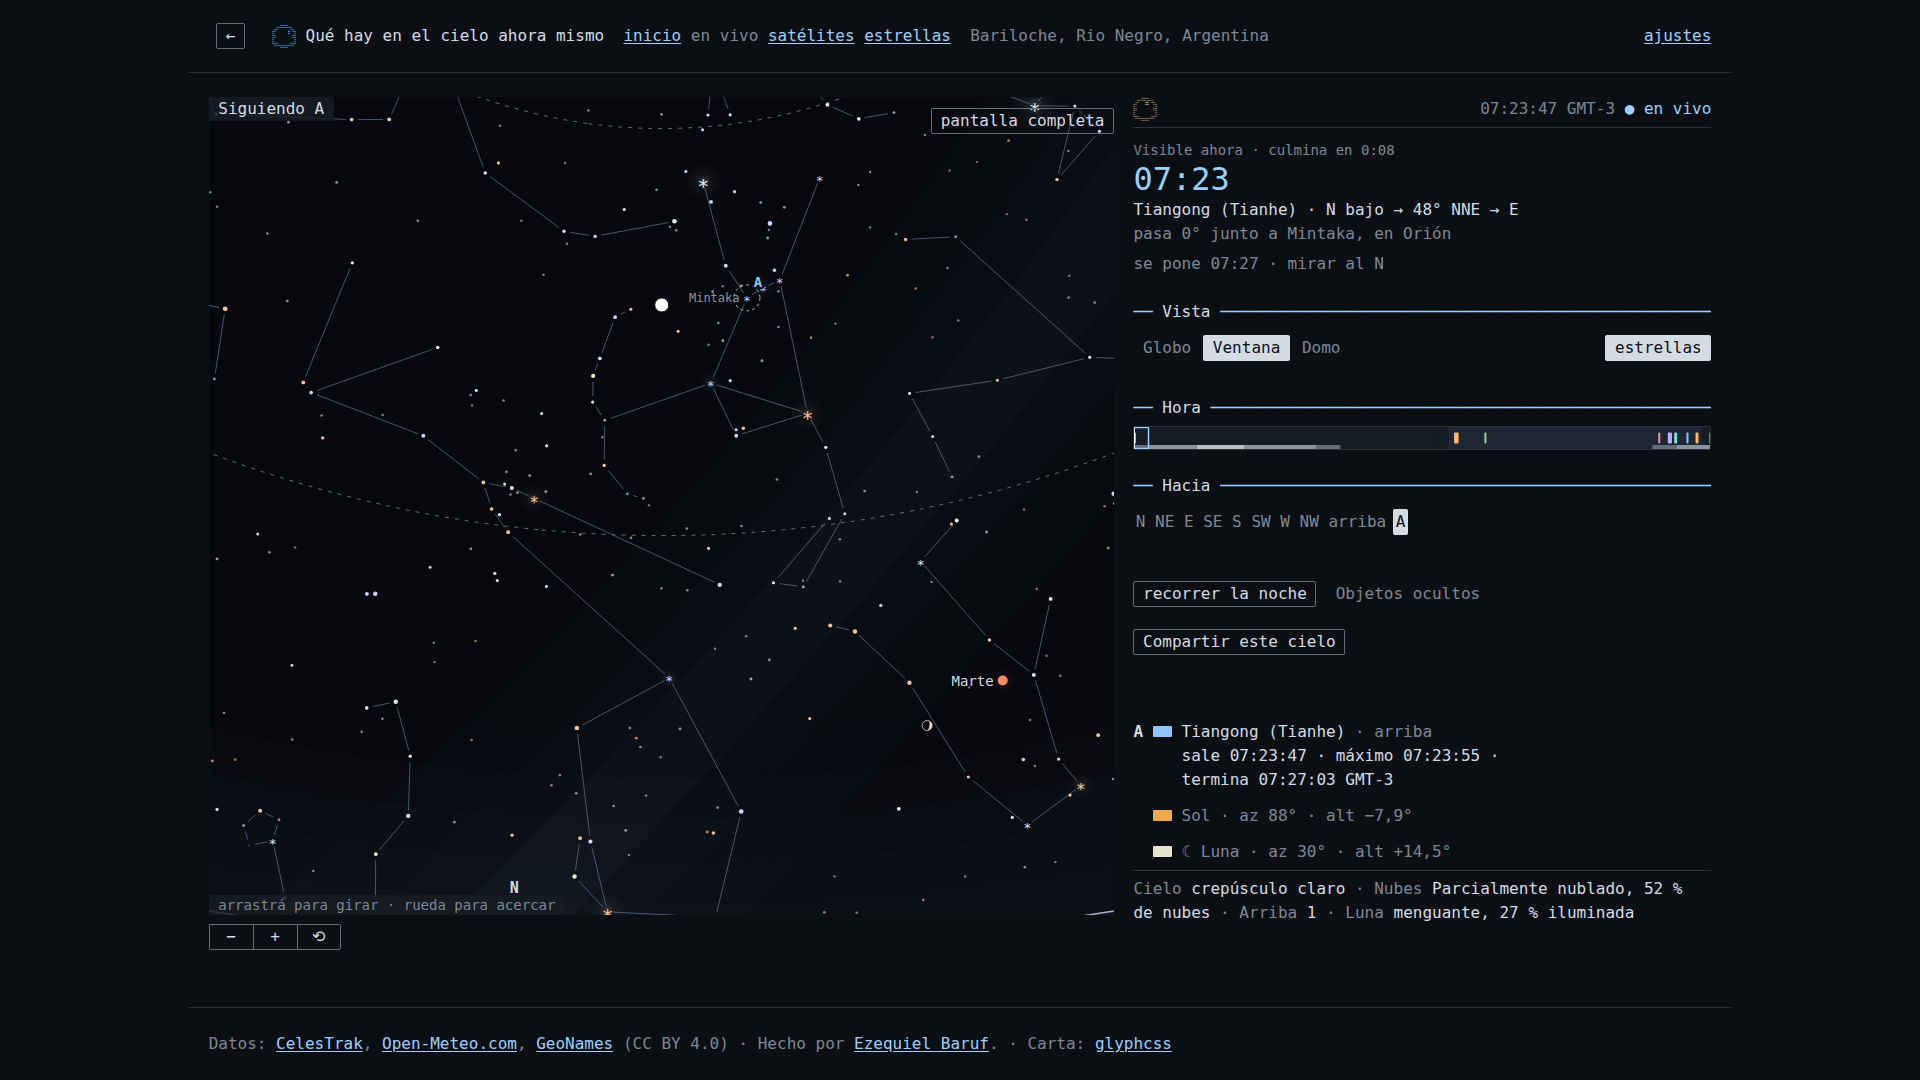 ← Qué hay en el cielo ahora mismo inicio en vivo satélites estrellas Bariloche, Rio Negro, Argentina ajustes
Siguiendo A
pantalla completa
Mintaka
A
Marte
N
arrastrá para girar · rueda para acercar
− + ⟲
07:23:47 GMT-3 ● en vivo
Visible ahora · culmina en 0:08
07:23
Tiangong (Tianhe) · N bajo → 48° NNE → E
pasa 0° junto a Mintaka, en Orión
se pone 07:27 · mirar al N
Vista
Globo Ventana Domo estrellas
Hora
Hacia
N NE E SE S SW W NW arriba A
recorrer la noche Objetos ocultos
Compartir este cielo
A Tiangong (Tianhe) · arriba
sale 07:23:47 · máximo 07:23:55 ·
termina 07:27:03 GMT-3
Sol · az 88° · alt −7,9°
☾ Luna · az 30° · alt +14,5°
Cielo crepúsculo claro · Nubes Parcialmente nublado, 52 %
de nubes · Arriba 1 · Luna menguante, 27 % iluminada
Datos: CelesTrak, Open-Meteo.com, GeoNames (CC BY 4.0) · Hecho por Ezequiel Baruf. · Carta: glyphcss